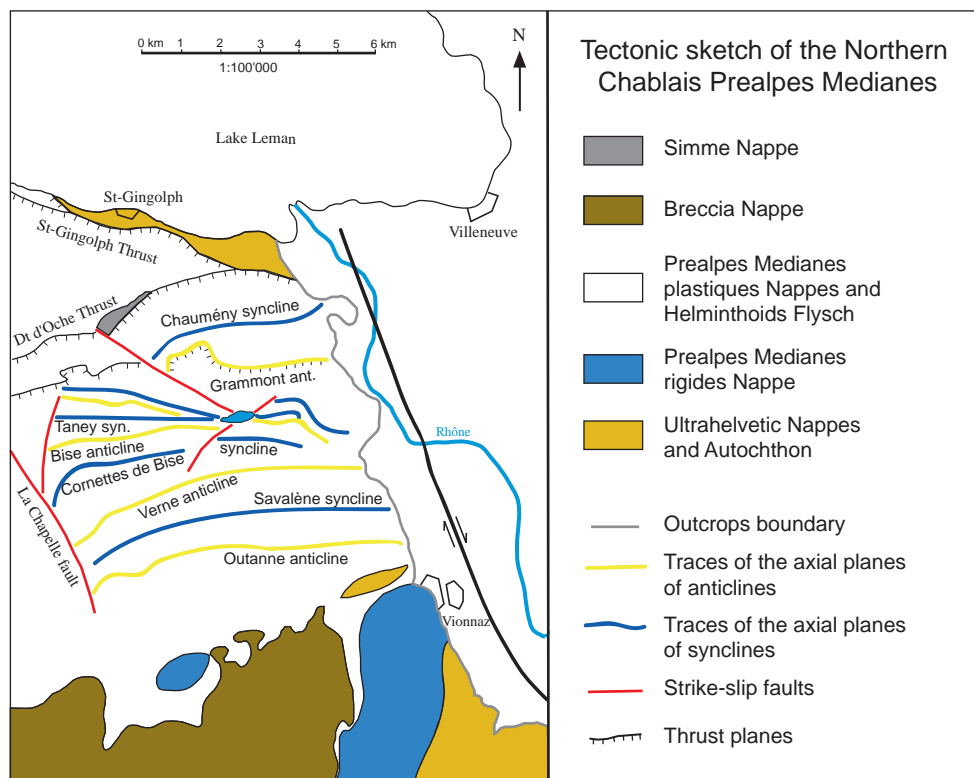 0 km 1 2 3 4 5 6 km
1:100'000
N
Lake Leman
St-Gingolph
Villeneuve
St-Gingolph Thrust
Dt d'Oche Thrust
Chaumény syncline
Grammont ant.
Taney syn.
Rhône
Bise anticline
syncline
Cornettes de Bise
Verne anticline
Savalène syncline
La Chapelle fault
Outanne anticline
Vionnaz
Tectonic sketch of the Northern
Chablais Prealpes Medianes
Simme Nappe
Breccia Nappe
Prealpes Medianes
plastiques Nappes and
Helminthoids Flysch
Prealpes Medianes
rigides Nappe
Ultrahelvetic Nappes
and Autochthon
Outcrops boundary
Traces of the axial planes
of anticlines
Traces of the axial planes
of synclines
Strike-slip faults
Thrust planes